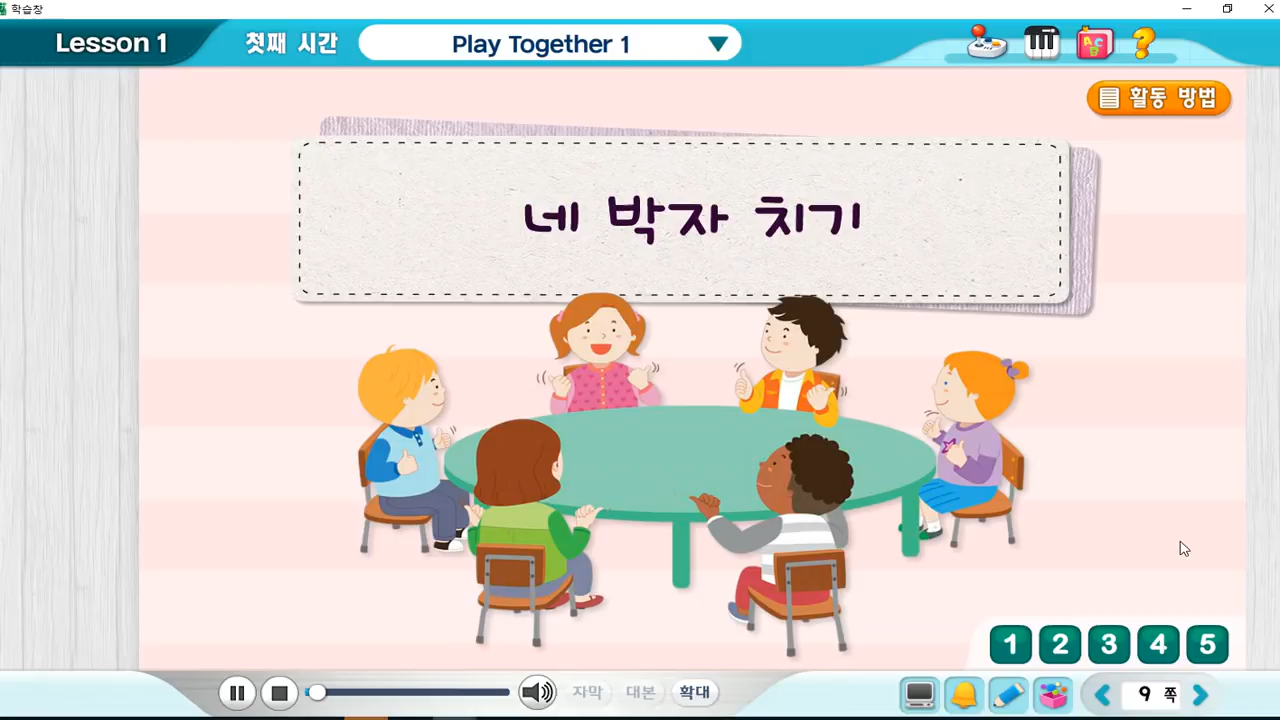 학습창
Lesson 1
첫째 시간
Play Together 1
활동 방법
네 박자 치기
1 2 3 4 5
자막 대본 확대
9 쪽